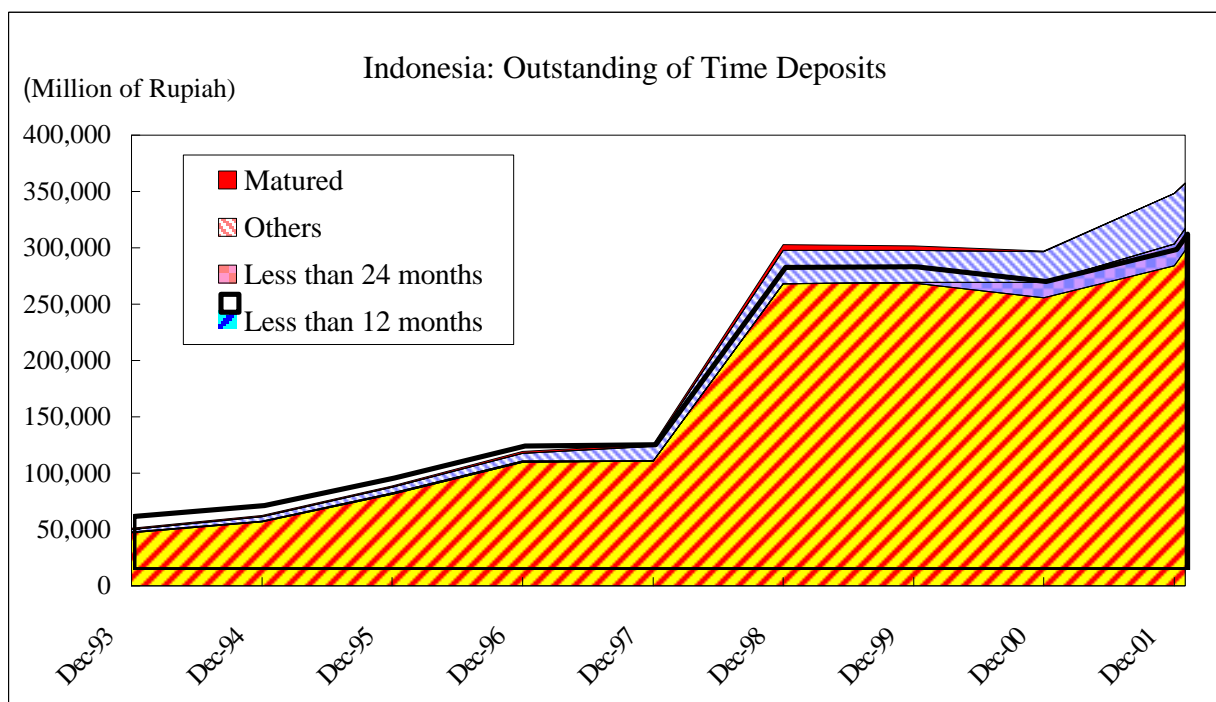 Indonesia: Outstanding of Time Deposits
(Million of Rupiah)
400,000
350,000
300,000
250,000
200,000
150,000
100,000
50,000
0
Matured
Others
Less than 24 months
Less than 12 months
Dec-93
Dec-94
Dec-95
Dec-96
Dec-97
Dec-98
Dec-99
Dec-00
Dec-01